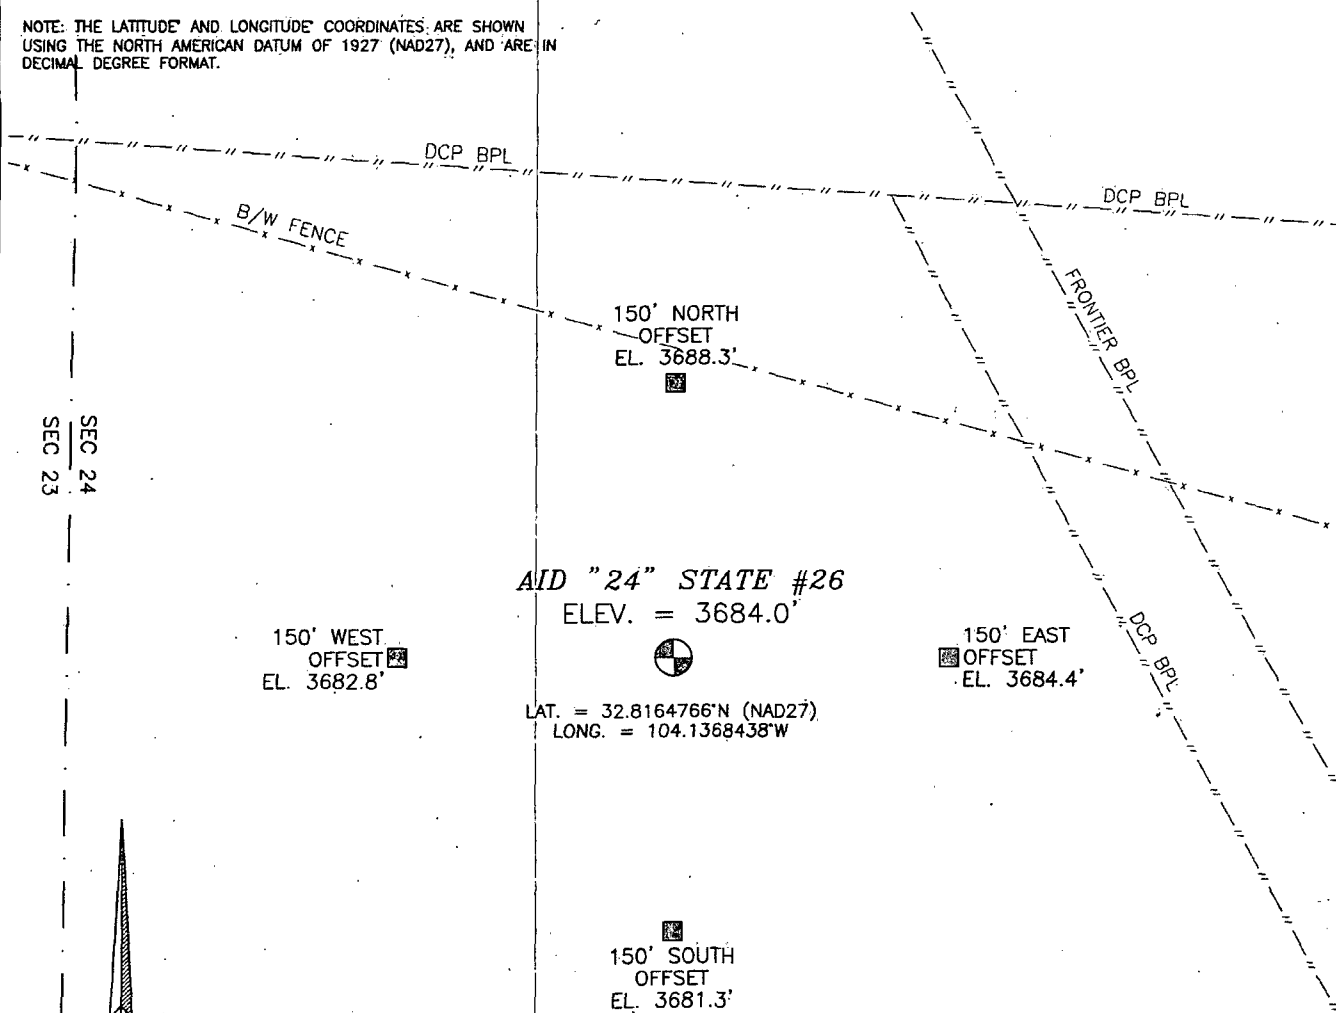 NOTE: THE LATITUDE AND LONGITUDE COORDINATES ARE SHOWN
USING THE NORTH AMERICAN DATUM OF 1927 (NAD27), AND ARE IN
DECIMAL DEGREE FORMAT.
DCP BPL
DCP BPL
B/W FENCE
FRONTIER BPL
150' NORTH
OFFSET
EL. 3688.3'
SEC 24
SEC 23
AID "24" STATE #26
ELEV. = 3684.0'
150' WEST
OFFSET
EL. 3682.8'
150' EAST
OFFSET
EL. 3684.4'
DCP BPL
LAT. = 32.8164766°N (NAD27)
LONG. = 104.1368438°W
150' SOUTH
OFFSET
EL. 3681.3'